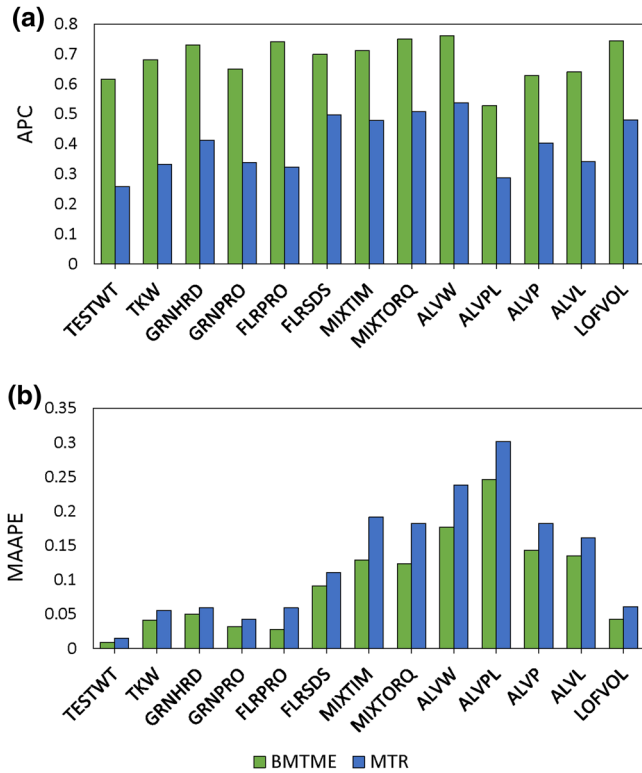 (a)
APC
0.8
0.7
0.6
0.5
0.4
0.3
0.2
0.1
0
TESTWT TKW GRNHRD GRNPRO FLRPRO FLRSDS MIXTIM MIXTORQ ALVW ALVPL ALVP ALVL LOFVOL
(b)
MAAPE
0.35
0.3
0.25
0.2
0.15
0.1
0.05
0
TESTWT TKW GRNHRD GRNPRO FLRPRO FLRSDS MIXTIM MIXTORQ ALVW ALVPL ALVP ALVL LOFVOL
BMTME MTR